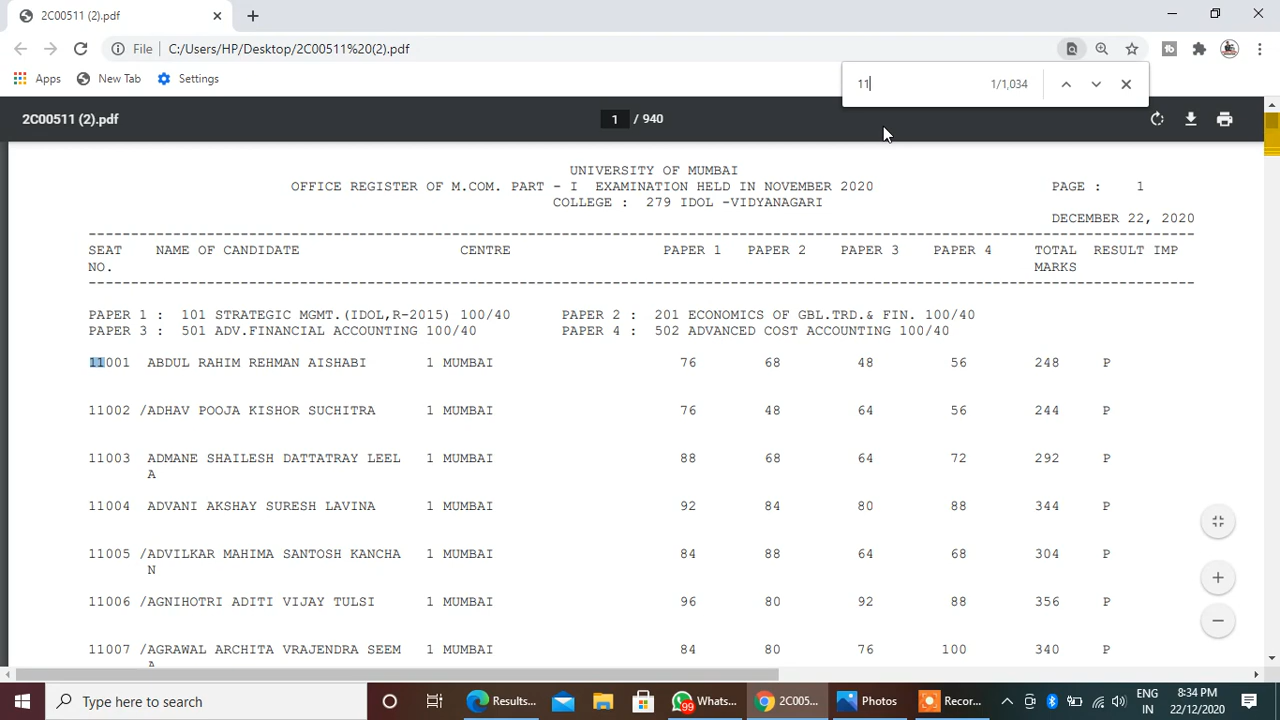 2C00511 (2).pdf
File C:/Users/HP/Desktop/2C00511%20(2).pdf
Apps New Tab Settings
11 1/1,034
2C00511 (2).pdf 1 / 940
UNIVERSITY OF MUMBAI
OFFICE REGISTER OF M.COM. PART - I EXAMINATION HELD IN NOVEMBER 2020 PAGE : 1
COLLEGE : 279 IDOL -VIDYANAGARI
DECEMBER 22, 2020
SEAT NAME OF CANDIDATE CENTRE PAPER 1 PAPER 2 PAPER 3 PAPER 4 TOTAL RESULT IMP
NO. MARKS
PAPER 1 : 101 STRATEGIC MGMT.(IDOL,R-2015) 100/40 PAPER 2 : 201 ECONOMICS OF GBL.TRD.& FIN. 100/40
PAPER 3 : 501 ADV.FINANCIAL ACCOUNTING 100/40 PAPER 4 : 502 ADVANCED COST ACCOUNTING 100/40
11001 ABDUL RAHIM REHMAN AISHABI 1 MUMBAI 76 68 48 56 248 P
11002 /ADHAV POOJA KISHOR SUCHITRA 1 MUMBAI 76 48 64 56 244 P
11003 ADMANE SHAILESH DATTATRAY LEEL 1 MUMBAI 88 68 64 72 292 P
A
11004 ADVANI AKSHAY SURESH LAVINA 1 MUMBAI 92 84 80 88 344 P
11005 /ADVILKAR MAHIMA SANTOSH KANCHA 1 MUMBAI 84 88 64 68 304 P
N
11006 /AGNIHOTRI ADITI VIJAY TULSI 1 MUMBAI 96 80 92 88 356 P
11007 /AGRAWAL ARCHITA VRAJENDRA SEEM 1 MUMBAI 84 80 76 100 340 P
A
Type here to search Results... 99 Whats... 2C005... Photos Recor... ENG 8:34 PM
IN 22/12/2020